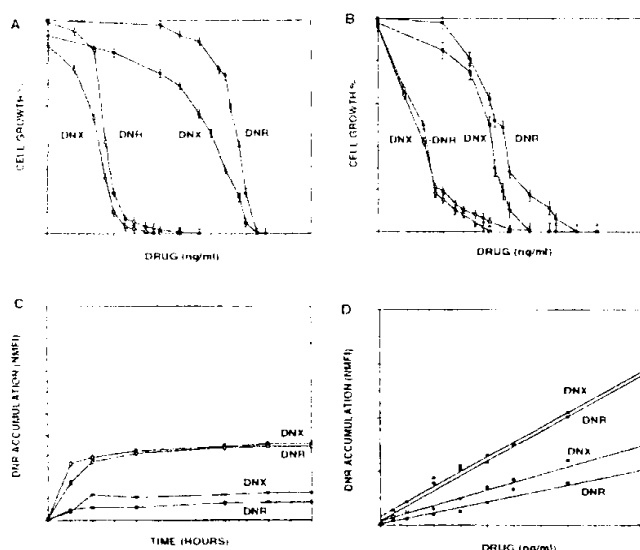 A
CELL GROWTH %
DNX
DNR
DNX
DNR
DRUG (ng/ml)
B
CELL GROWTH %
DNX
DNR
DNX
DNR
DRUG (ng/ml)
C
DNR ACCUMULATION (NMFI)
DNX
DNR
DNX
DNR
TIME (HOURS)
D
DNR ACCUMULATION (NMFI)
DNX
DNR
DNX
DNR
DRUG (ng/ml)